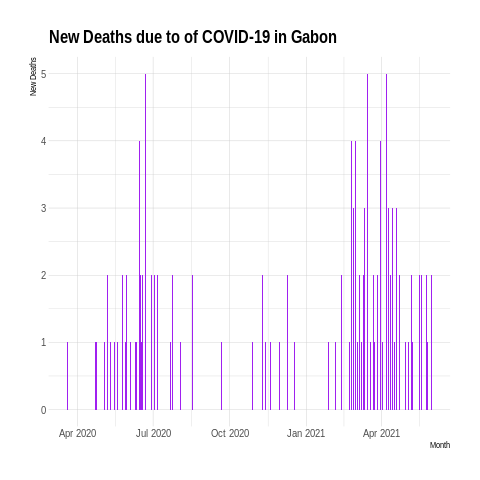 New Deaths due to of COVID-19 in Gabon
New Deaths
5
4
3
2
1
0
Apr 2020 Jul 2020 Oct 2020 Jan 2021 Apr 2021
Month